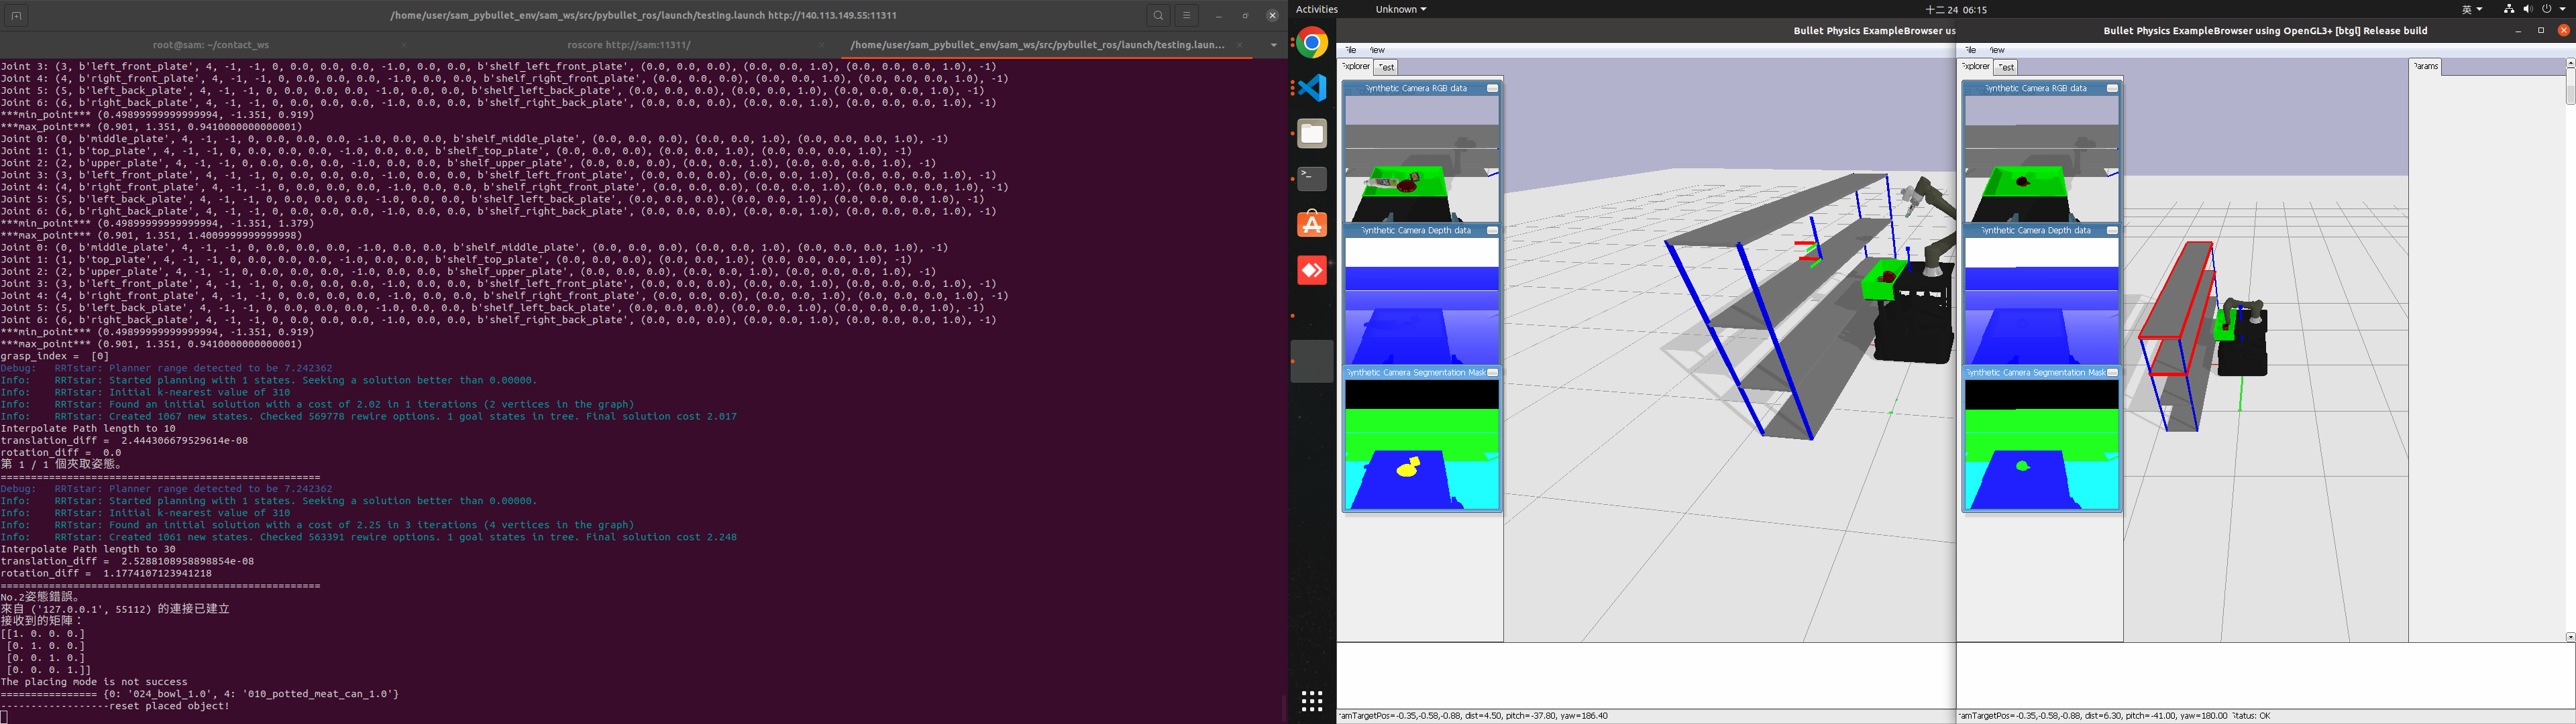 /home/user/sam_pybullet_env/sam_ws/src/pybullet_ros/launch/testing.launch http://140.113.149.55:11311
root@sam: ~/contact_ws
roscore http://sam:11311/
/home/user/sam_pybullet_env/sam_ws/src/pybullet_ros/launch/testing.laun...
Joint 3: (3, b'left_front_plate', 4, -1, -1, 0, 0.0, 0.0, 0.0, -1.0, 0.0, 0.0, b'shelf_left_front_plate', (0.0, 0.0, 0.0), (0.0, 0.0, 1.0), (0.0, 0.0, 0.0, 1.0), -1)
Joint 4: (4, b'right_front_plate', 4, -1, -1, 0, 0.0, 0.0, 0.0, -1.0, 0.0, 0.0, b'shelf_right_front_plate', (0.0, 0.0, 0.0), (0.0, 0.0, 1.0), (0.0, 0.0, 0.0, 1.0), -1)
Joint 5: (5, b'left_back_plate', 4, -1, -1, 0, 0.0, 0.0, 0.0, -1.0, 0.0, 0.0, b'shelf_left_back_plate', (0.0, 0.0, 0.0), (0.0, 0.0, 1.0), (0.0, 0.0, 0.0, 1.0), -1)
Joint 6: (6, b'right_back_plate', 4, -1, -1, 0, 0.0, 0.0, 0.0, -1.0, 0.0, 0.0, b'shelf_right_back_plate', (0.0, 0.0, 0.0), (0.0, 0.0, 1.0), (0.0, 0.0, 0.0, 1.0), -1)
***min_point*** (0.49899999999999994, -1.351, 0.919)
***max_point*** (0.901, 1.351, 0.9410000000000001)
Joint 0: (0, b'middle_plate', 4, -1, -1, 0, 0.0, 0.0, 0.0, -1.0, 0.0, 0.0, b'shelf_middle_plate', (0.0, 0.0, 0.0), (0.0, 0.0, 1.0), (0.0, 0.0, 0.0, 1.0), -1)
Joint 1: (1, b'top_plate', 4, -1, -1, 0, 0.0, 0.0, 0.0, -1.0, 0.0, 0.0, b'shelf_top_plate', (0.0, 0.0, 0.0), (0.0, 0.0, 1.0), (0.0, 0.0, 0.0, 1.0), -1)
Joint 2: (2, b'upper_plate', 4, -1, -1, 0, 0.0, 0.0, 0.0, -1.0, 0.0, 0.0, b'shelf_upper_plate', (0.0, 0.0, 0.0), (0.0, 0.0, 1.0), (0.0, 0.0, 0.0, 1.0), -1)
Joint 3: (3, b'left_front_plate', 4, -1, -1, 0, 0.0, 0.0, 0.0, -1.0, 0.0, 0.0, b'shelf_left_front_plate', (0.0, 0.0, 0.0), (0.0, 0.0, 1.0), (0.0, 0.0, 0.0, 1.0), -1)
Joint 4: (4, b'right_front_plate', 4, -1, -1, 0, 0.0, 0.0, 0.0, -1.0, 0.0, 0.0, b'shelf_right_front_plate', (0.0, 0.0, 0.0), (0.0, 0.0, 1.0), (0.0, 0.0, 0.0, 1.0), -1)
Joint 5: (5, b'left_back_plate', 4, -1, -1, 0, 0.0, 0.0, 0.0, -1.0, 0.0, 0.0, b'shelf_left_back_plate', (0.0, 0.0, 0.0), (0.0, 0.0, 1.0), (0.0, 0.0, 0.0, 1.0), -1)
Joint 6: (6, b'right_back_plate', 4, -1, -1, 0, 0.0, 0.0, 0.0, -1.0, 0.0, 0.0, b'shelf_right_back_plate', (0.0, 0.0, 0.0), (0.0, 0.0, 1.0), (0.0, 0.0, 0.0, 1.0), -1)
***min_point*** (0.49899999999999994, -1.351, 1.379)
***max_point*** (0.901, 1.351, 1.4009999999999998)
Joint 0: (0, b'middle_plate', 4, -1, -1, 0, 0.0, 0.0, 0.0, -1.0, 0.0, 0.0, b'shelf_middle_plate', (0.0, 0.0, 0.0), (0.0, 0.0, 1.0), (0.0, 0.0, 0.0, 1.0), -1)
Joint 1: (1, b'top_plate', 4, -1, -1, 0, 0.0, 0.0, 0.0, -1.0, 0.0, 0.0, b'shelf_top_plate', (0.0, 0.0, 0.0), (0.0, 0.0, 1.0), (0.0, 0.0, 0.0, 1.0), -1)
Joint 2: (2, b'upper_plate', 4, -1, -1, 0, 0.0, 0.0, 0.0, -1.0, 0.0, 0.0, b'shelf_upper_plate', (0.0, 0.0, 0.0), (0.0, 0.0, 1.0), (0.0, 0.0, 0.0, 1.0), -1)
Joint 3: (3, b'left_front_plate', 4, -1, -1, 0, 0.0, 0.0, 0.0, -1.0, 0.0, 0.0, b'shelf_left_front_plate', (0.0, 0.0, 0.0), (0.0, 0.0, 1.0), (0.0, 0.0, 0.0, 1.0), -1)
Joint 4: (4, b'right_front_plate', 4, -1, -1, 0, 0.0, 0.0, 0.0, -1.0, 0.0, 0.0, b'shelf_right_front_plate', (0.0, 0.0, 0.0), (0.0, 0.0, 1.0), (0.0, 0.0, 0.0, 1.0), -1)
Joint 5: (5, b'left_back_plate', 4, -1, -1, 0, 0.0, 0.0, 0.0, -1.0, 0.0, 0.0, b'shelf_left_back_plate', (0.0, 0.0, 0.0), (0.0, 0.0, 1.0), (0.0, 0.0, 0.0, 1.0), -1)
Joint 6: (6, b'right_back_plate', 4, -1, -1, 0, 0.0, 0.0, 0.0, -1.0, 0.0, 0.0, b'shelf_right_back_plate', (0.0, 0.0, 0.0), (0.0, 0.0, 1.0), (0.0, 0.0, 0.0, 1.0), -1)
***min_point*** (0.49899999999999994, -1.351, 0.919)
***max_point*** (0.901, 1.351, 0.9410000000000001)
grasp_index =  [0]
Debug:   RRTstar: Planner range detected to be 7.242362
Info:    RRTstar: Started planning with 1 states. Seeking a solution better than 0.00000.
Info:    RRTstar: Initial k-nearest value of 310
Info:    RRTstar: Found an initial solution with a cost of 2.02 in 1 iterations (2 vertices in the graph)
Info:    RRTstar: Created 1067 new states. Checked 569778 rewire options. 1 goal states in tree. Final solution cost 2.017
Interpolate Path length to 10
translation_diff =  2.444306679529614e-08
rotation_diff =  0.0
第 1 / 1 個夾取姿態。
=====================================================
Debug:   RRTstar: Planner range detected to be 7.242362
Info:    RRTstar: Started planning with 1 states. Seeking a solution better than 0.00000.
Info:    RRTstar: Initial k-nearest value of 310
Info:    RRTstar: Found an initial solution with a cost of 2.25 in 3 iterations (4 vertices in the graph)
Info:    RRTstar: Created 1061 new states. Checked 563391 rewire options. 1 goal states in tree. Final solution cost 2.248
Interpolate Path length to 30
translation_diff =  2.5288108958898854e-08
rotation_diff =  1.1774107123941218
=====================================================
No.2姿態錯誤。
來自 ('127.0.0.1', 55112) 的連接已建立
接收到的矩陣：
[[1. 0. 0. 0.]
 [0. 1. 0. 0.]
 [0. 0. 1. 0.]
 [0. 0. 0. 1.]]
The placing mode is not success
================ {0: '024_bowl_1.0', 4: '010_potted_meat_can_1.0'}
------------------reset placed object!
Activities
Unknown
十二 24 06:15
英
Bullet Physics ExampleBrowser us
File View
Explorer Test
Synthetic Camera RGB data
Synthetic Camera Depth data
Synthetic Camera Segmentation Mask
camTargetPos=-0.35,-0.58,-0.88, dist=4.50, pitch=-37.80, yaw=186.40
Bullet Physics ExampleBrowser using OpenGL3+ [btgl] Release build
File View
Explorer Test
Params
Synthetic Camera RGB data
Synthetic Camera Depth data
Synthetic Camera Segmentation Mask
camTargetPos=-0.35,-0.58,-0.88, dist=6.30, pitch=-41.00, yaw=180.00 Status: OK